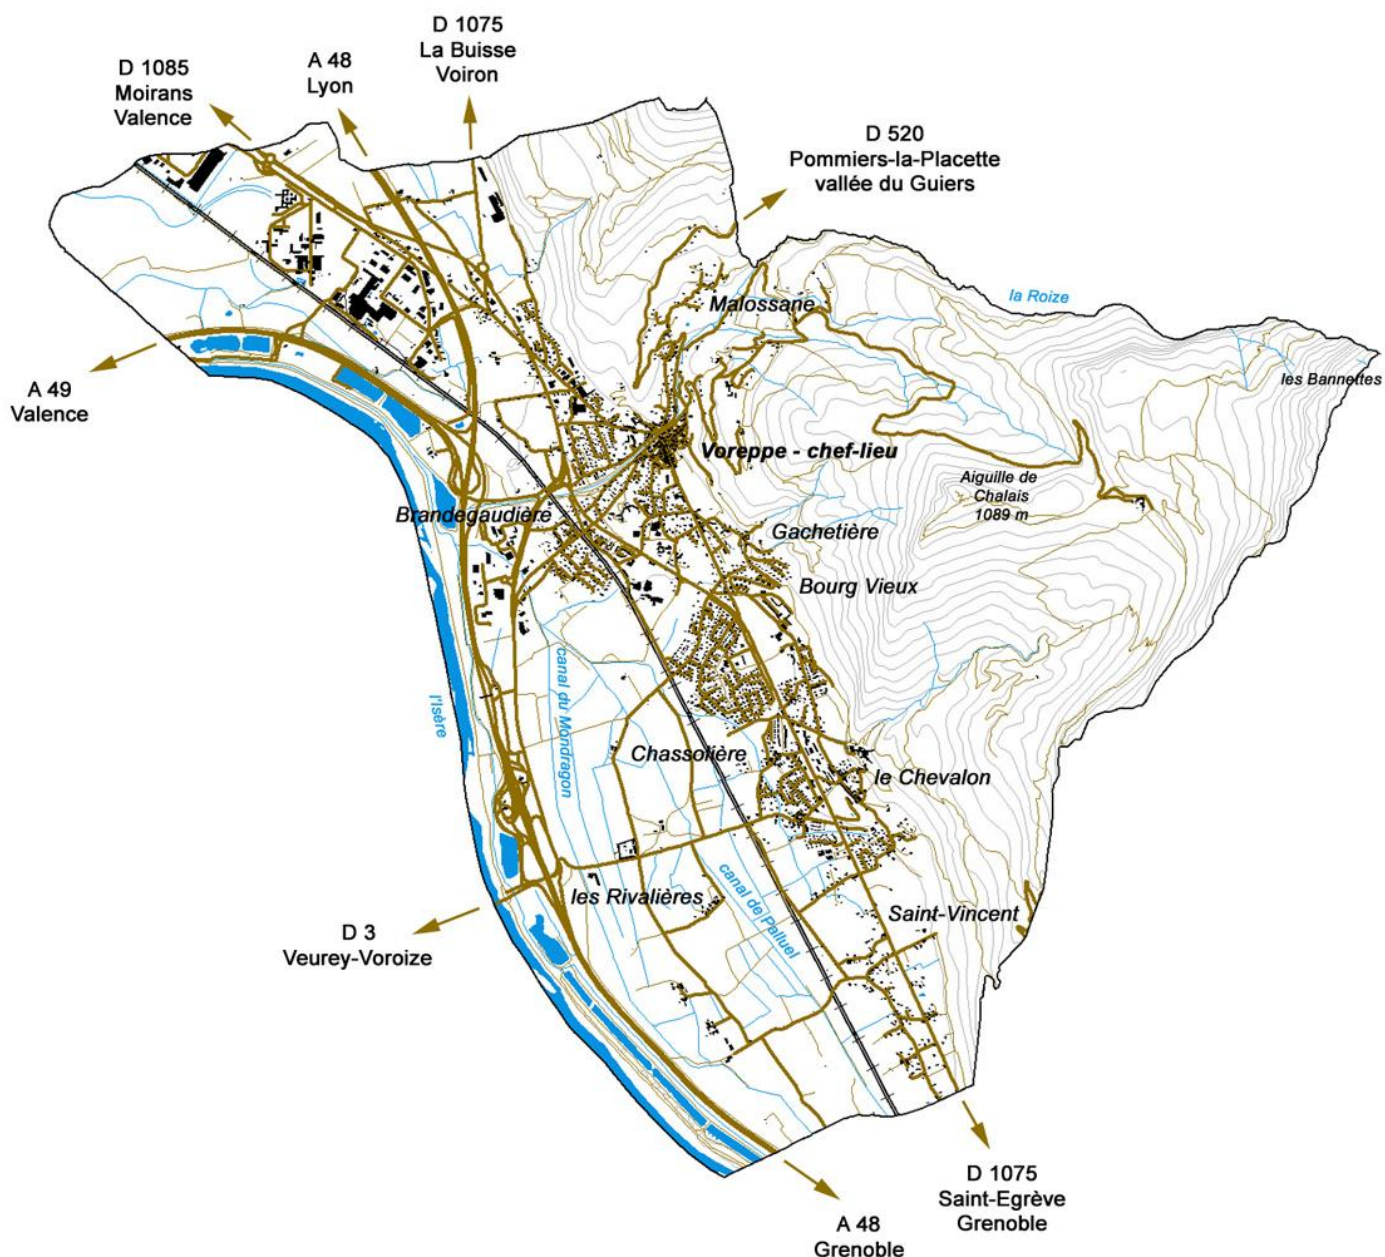 D 1075
La Buisse
Voiron
A 48
Lyon
D 1085
Moirans
Valence
D 520
Pommiers-la-Placette
vallée du Guiers
la Roize
Malossane
les Bannettes
A 49
Valence
Voreppe - chef-lieu
Aiguille de
Chalais
1089 m
Brandegaudière
Gachetière
Bourg Vieux
l'Isère
canal du Mondragon
Chassolière
le Chevalon
les Rivalières
canal de Palluel
Saint-Vincent
D 3
Veurey-Voroize
D 1075
Saint-Egrève
Grenoble
A 48
Grenoble